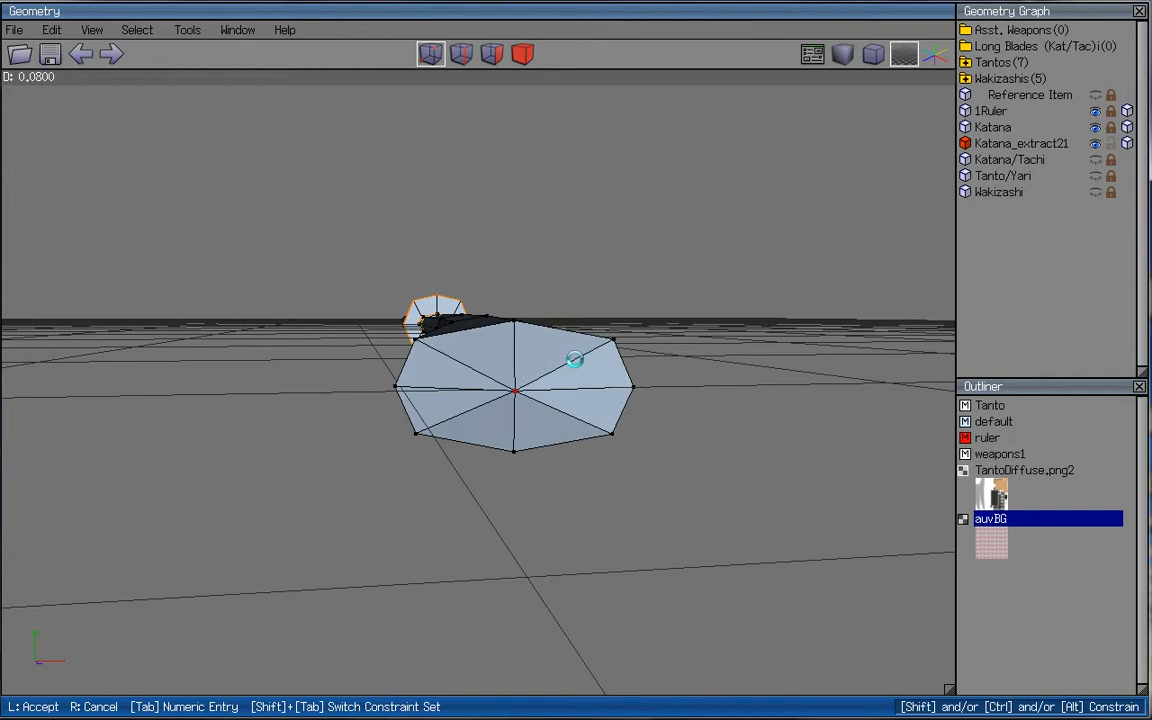 Geometry
Geometry Graph
File Edit View Select Tools Window Help
D: 0.0800
Asst. Weapons(0)
Long Blades (Kat/Tac)i(0)
Tantos(7)
Wakizashis(5)
Reference Item
1Ruler
Katana
Katana_extract21
Katana/Tachi
Tanto/Yari
Wakizashi
Outliner
M Tanto
M default
M ruler
M weapons1
TantoDiffuse.png2
auvBG
L: Accept R: Cancel [Tab] Numeric Entry [Shift]+[Tab] Switch Constraint Set
[Shift] and/or [Ctrl] and/or [Alt] Constrain